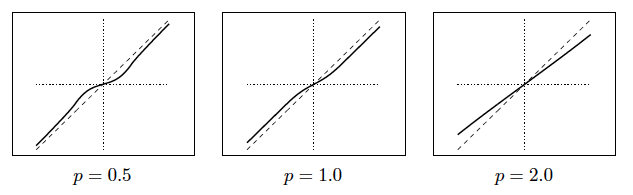 p = 0.5 p = 1.0 p = 2.0